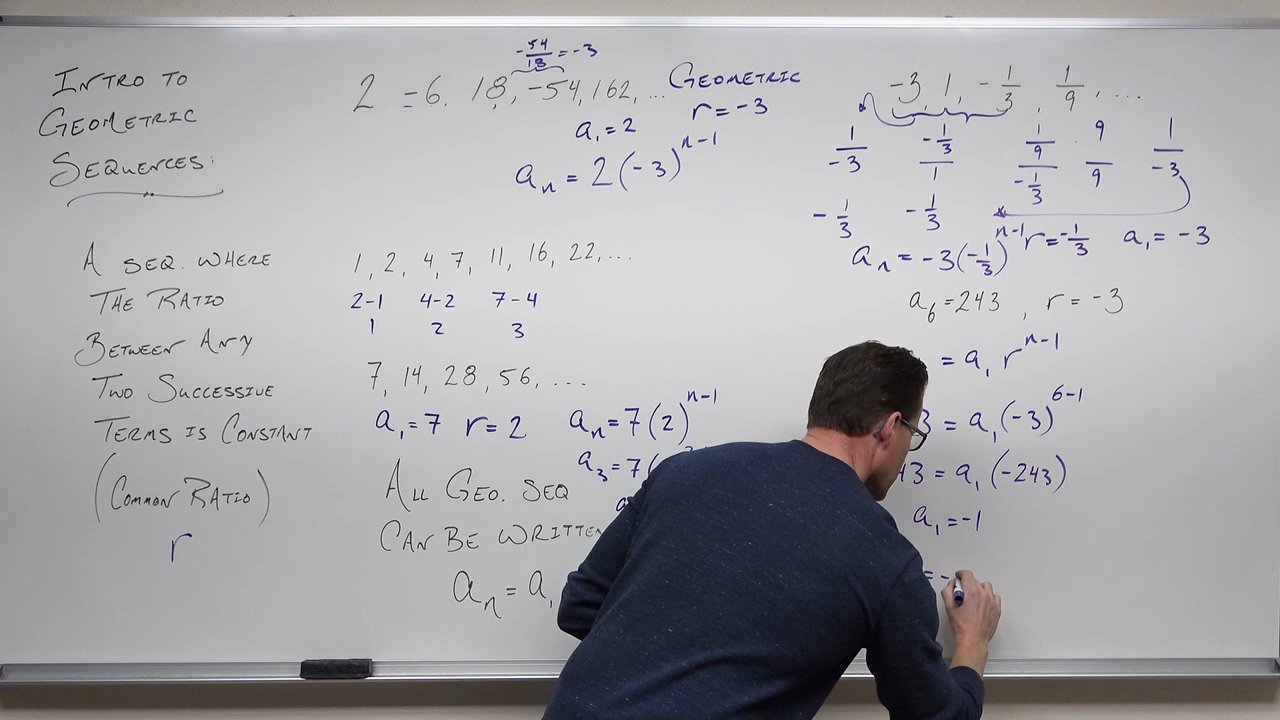 INTRO TO
GEOMETRIC
SEQUENCES:
A SEQ. WHERE
THE RATIO
BETWEEN ANY
TWO SUCCESSIVE
TERMS IS CONSTANT
(COMMON RATIO)
r
-54/18 = -3
2 = 6, 18, -54, 162, ... GEOMETRIC
r = -3
a₁ = 2
aₙ = 2(-3)ⁿ⁻¹
1, 2, 4, 7, 11, 16, 22, ...
2-1 4-2 7-4
1 2 3
7, 14, 28, 56, ...
a₁ = 7 r = 2 aₙ = 7(2)ⁿ⁻¹
a₃ = 7(
ALL GEO. SEQ
CAN BE WRITTEN
aₙ = a₁
-3, 1, -1/3, 1/9, ...
1/-3 (-1/3)/1 (1/9)/(-1/3) 9/9 1/-3
-1/3 -1/3
aₙ = -3(-1/3)ⁿ⁻¹ r = -1/3 a₁ = -3
a₆ = 243, r = -3
= a₁ rⁿ⁻¹
3 = a₁(-3)⁶⁻¹
43 = a₁(-243)
a₁ = -1
= -